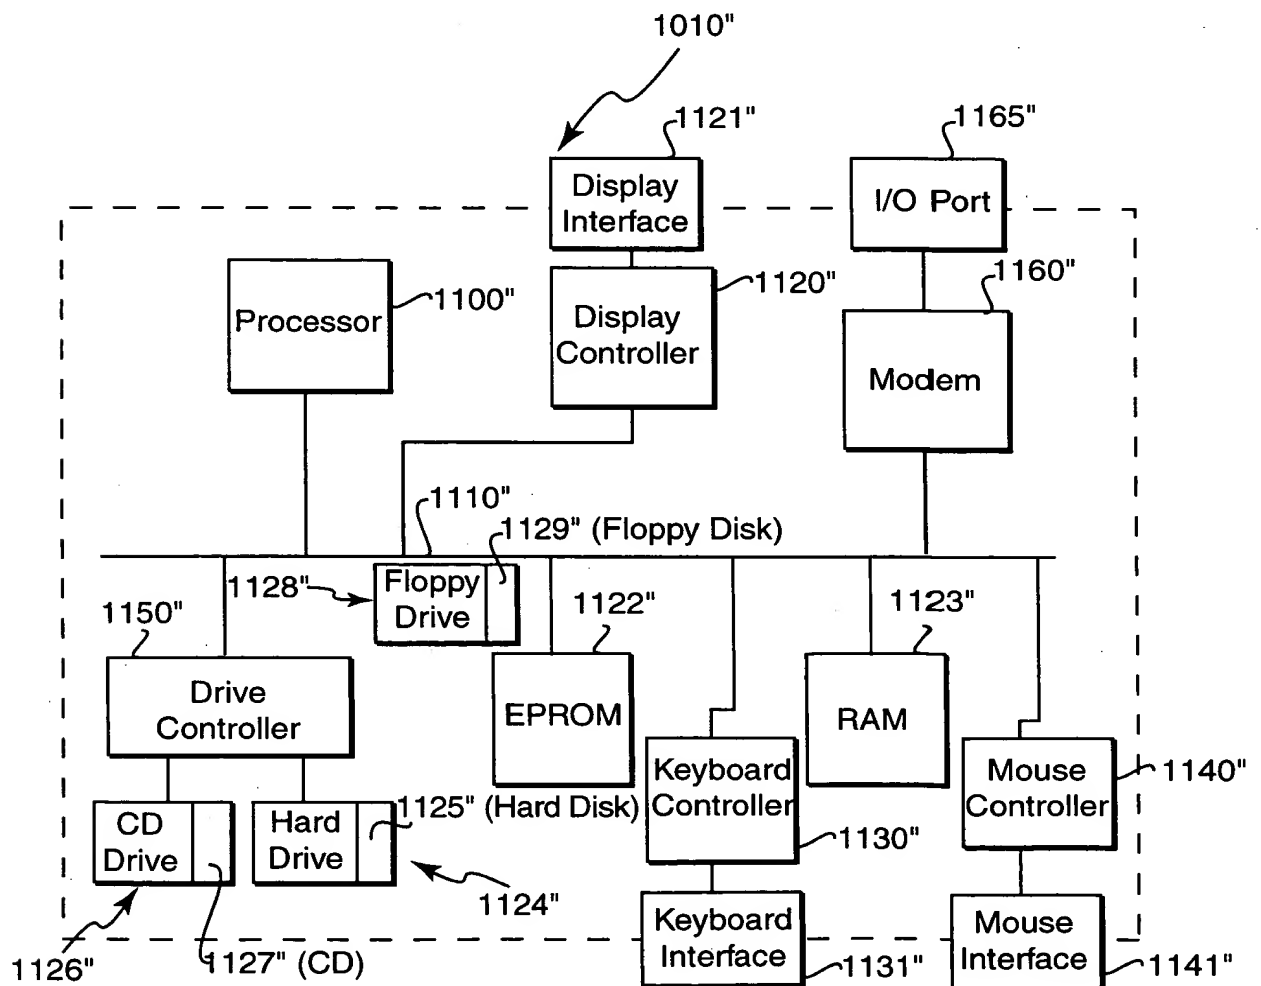 1010"
1121"
1165"
Display
Interface
I/O Port
1160"
1120"
1100"
Processor
Display
Controller
Modem
1110"
1129" (Floppy Disk)
1128"
Floppy
Drive
1150"
1122"
1123"
Drive
Controller
EPROM
RAM
Keyboard
Controller
Mouse
Controller
1140"
1125" (Hard Disk)
CD
Drive
Hard
Drive
1130"
1124"
Keyboard
Interface
Mouse
Interface
1126"
1127" (CD)
1131"
1141"